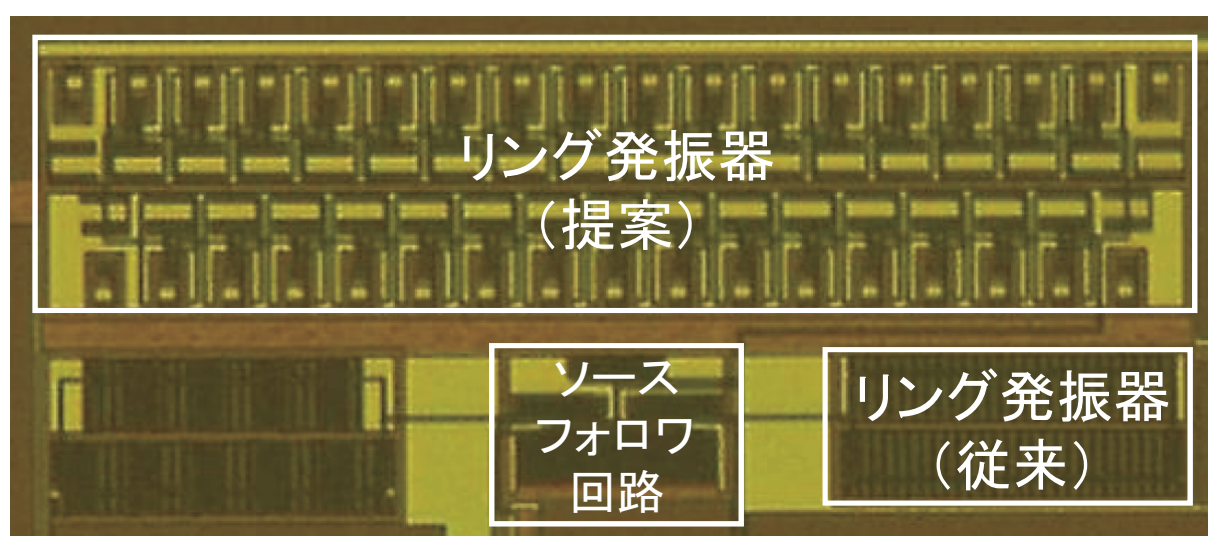 リング発振器
（提案）
ソース
フォロワ
回路
リング発振器
（従来）